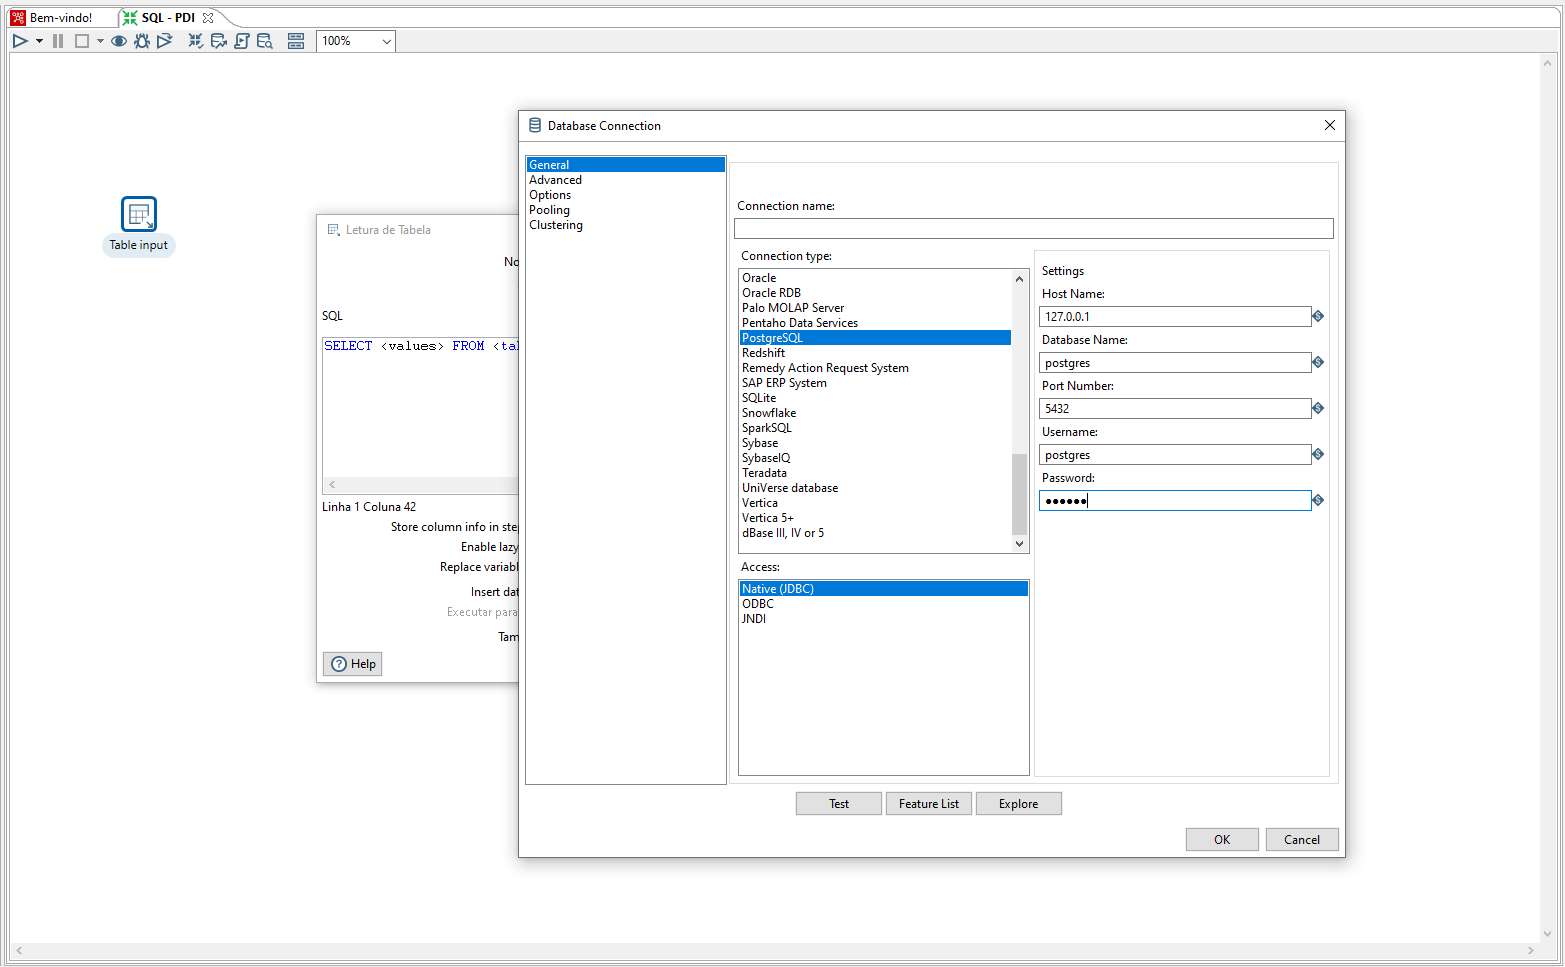 Bem-vindo!
SQL - PDI
100%
Table input
Letura de Tabela
No
SQL
SELECT <values> FROM <tal
Linha 1 Coluna 42
Store column info in ste
Enable lazy
Replace variabl
Insert dat
Executar para
Tam
Help
Database Connection
General
Advanced
Options
Pooling
Clustering
Connection name:
Connection type:
Oracle
Oracle RDB
Palo MOLAP Server
Pentaho Data Services
PostgreSQL
Redshift
Remedy Action Request System
SAP ERP System
SQLite
Snowflake
SparkSQL
Sybase
SybaseIQ
Teradata
UniVerse database
Vertica
Vertica 5+
dBase III, IV or 5
Access:
Native (JDBC)
ODBC
JNDI
Settings
Host Name:
127.0.0.1
Database Name:
postgres
Port Number:
5432
Username:
postgres
Password:
●●●●●●
Test
Feature List
Explore
OK
Cancel